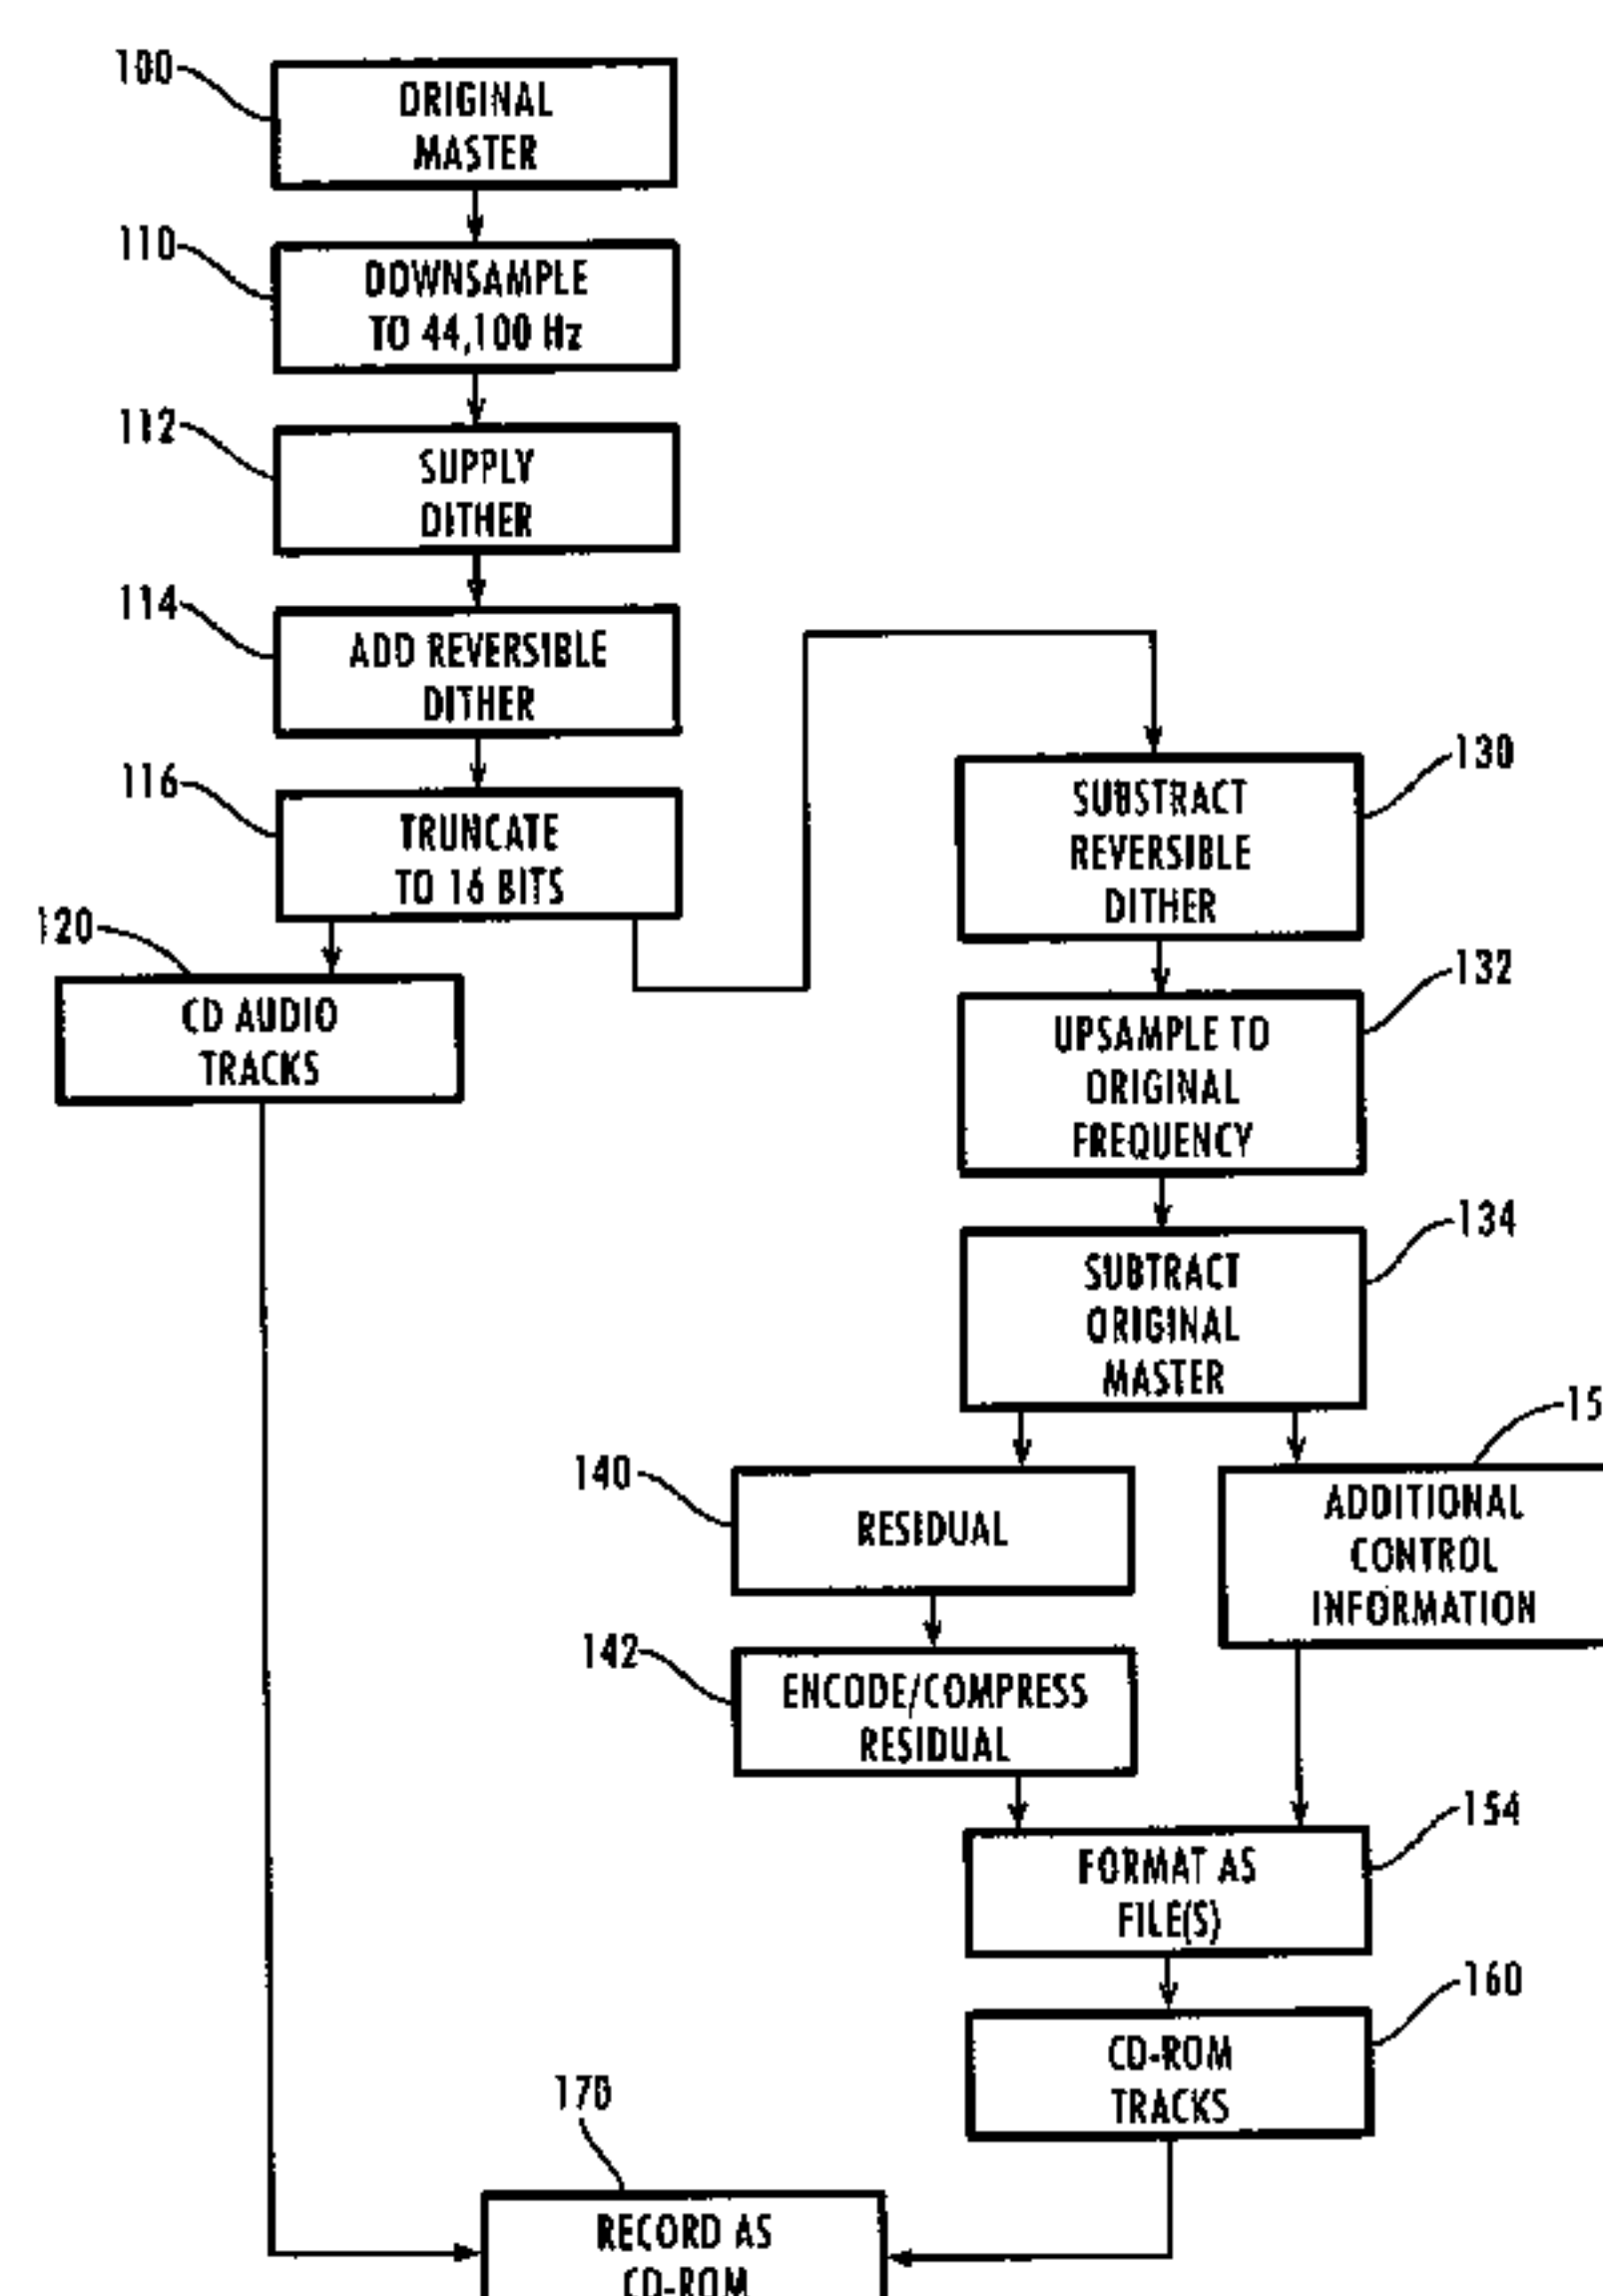 100
ORIGINAL
MASTER
110
DOWNSAMPLE
TO 44,100 Hz
112
SUPPLY
DITHER
114
ADD REVERSIBLE
DITHER
116
TRUNCATE
TO 16 BITS
120
CD AUDIO
TRACKS
130
SUBSTRACT
REVERSIBLE
DITHER
132
UPSAMPLE TO
ORIGINAL
FREQUENCY
134
SUBTRACT
ORIGINAL
MASTER
140
RESIDUAL
15
ADDITIONAL
CONTROL
INFORMATION
142
ENCODE/COMPRESS
RESIDUAL
154
FORMAT AS
FILE(S)
160
CD-ROM
TRACKS
170
RECORD AS
CD-ROM